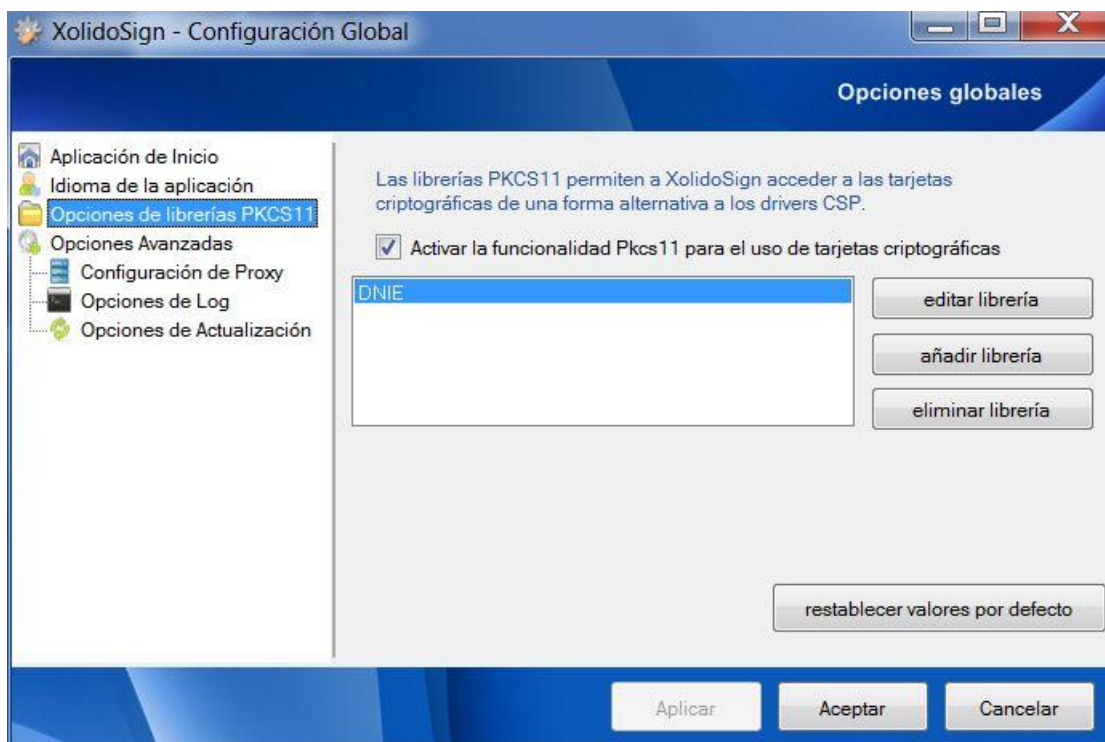 XolidoSign - Configuración Global
Opciones globales
Aplicación de Inicio
Idioma de la aplicación
Opciones de librerías PKCS11
Opciones Avanzadas
Configuración de Proxy
Opciones de Log
Opciones de Actualización
Las librerías PKCS11 permiten a XolidoSign acceder a las tarjetas
criptográficas de una forma alternativa a los drivers CSP.
Activar la funcionalidad Pkcs11 para el uso de tarjetas criptográficas
DNIE
editar librería
añadir librería
eliminar librería
restablecer valores por defecto
Aplicar
Aceptar
Cancelar